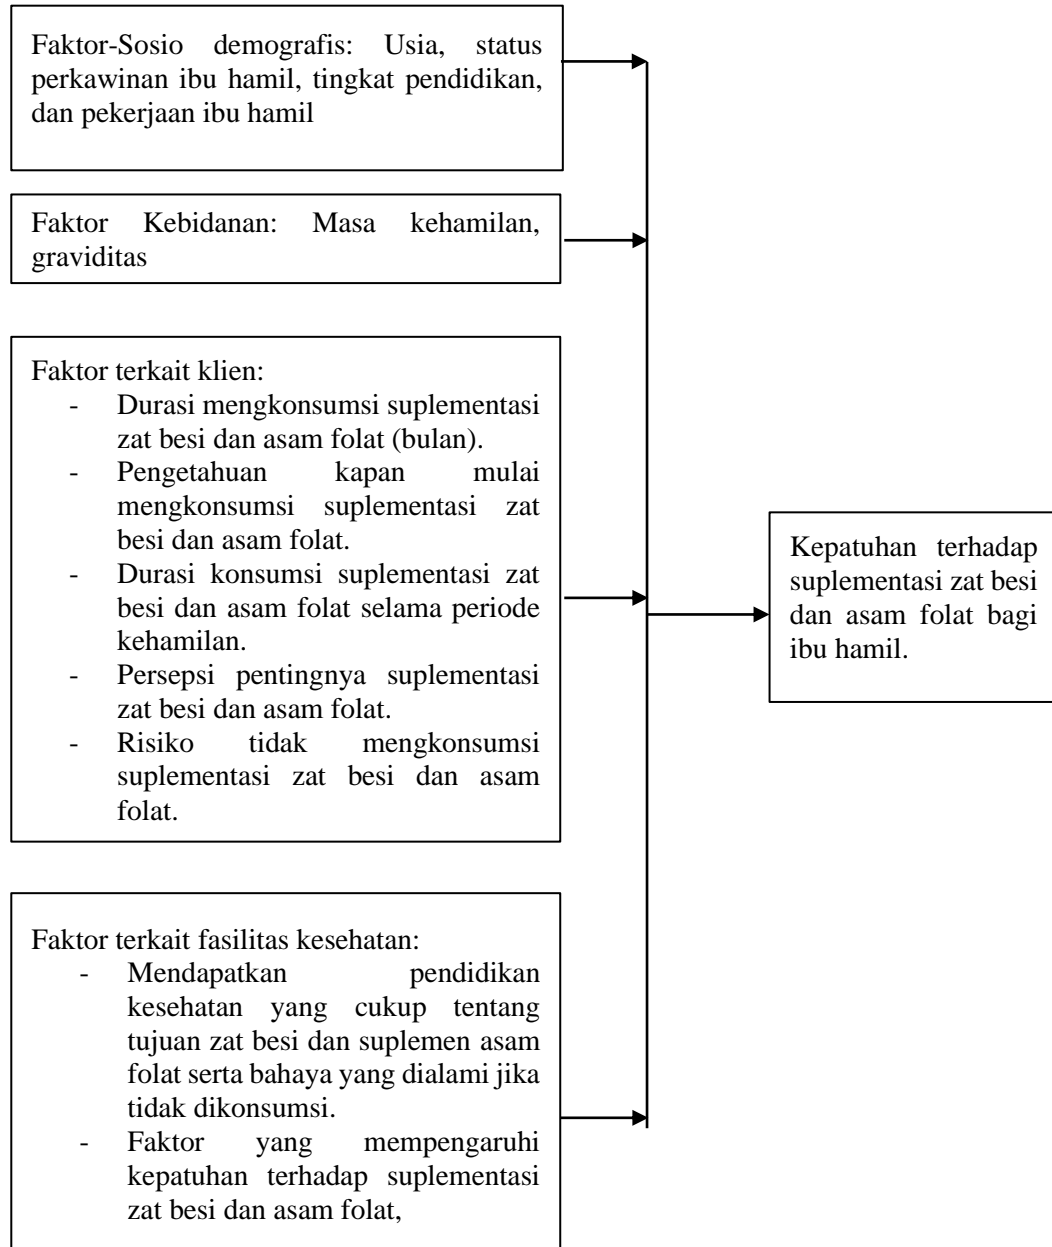 Faktor-Sosio demografis: Usia, status
perkawinan ibu hamil, tingkat pendidikan,
dan pekerjaan ibu hamil
Faktor Kebidanan: Masa kehamilan,
graviditas
Faktor terkait klien:
- Durasi mengkonsumsi suplementasi
zat besi dan asam folat (bulan).
- Pengetahuan kapan mulai
mengkonsumsi suplementasi zat
besi dan asam folat.
- Durasi konsumsi suplementasi zat
besi dan asam folat selama periode
kehamilan.
- Persepsi pentingnya suplementasi
zat besi dan asam folat.
- Risiko tidak mengkonsumsi
suplementasi zat besi dan asam
folat.
Faktor terkait fasilitas kesehatan:
- Mendapatkan pendidikan
kesehatan yang cukup tentang
tujuan zat besi dan suplemen asam
folat serta bahaya yang dialami jika
tidak dikonsumsi.
- Faktor yang mempengaruhi
kepatuhan terhadap suplementasi
zat besi dan asam folat,
Kepatuhan terhadap
suplementasi zat besi
dan asam folat bagi
ibu hamil.